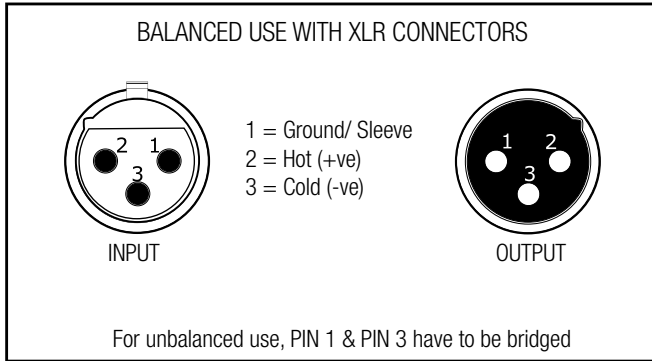 BALANCED USE WITH XLR CONNECTORS
2 1
3
INPUT
1 = Ground/ Sleeve
2 = Hot (+ve)
3 = Cold (-ve)
1 2
3
OUTPUT
For unbalanced use, PIN 1 & PIN 3 have to be bridged